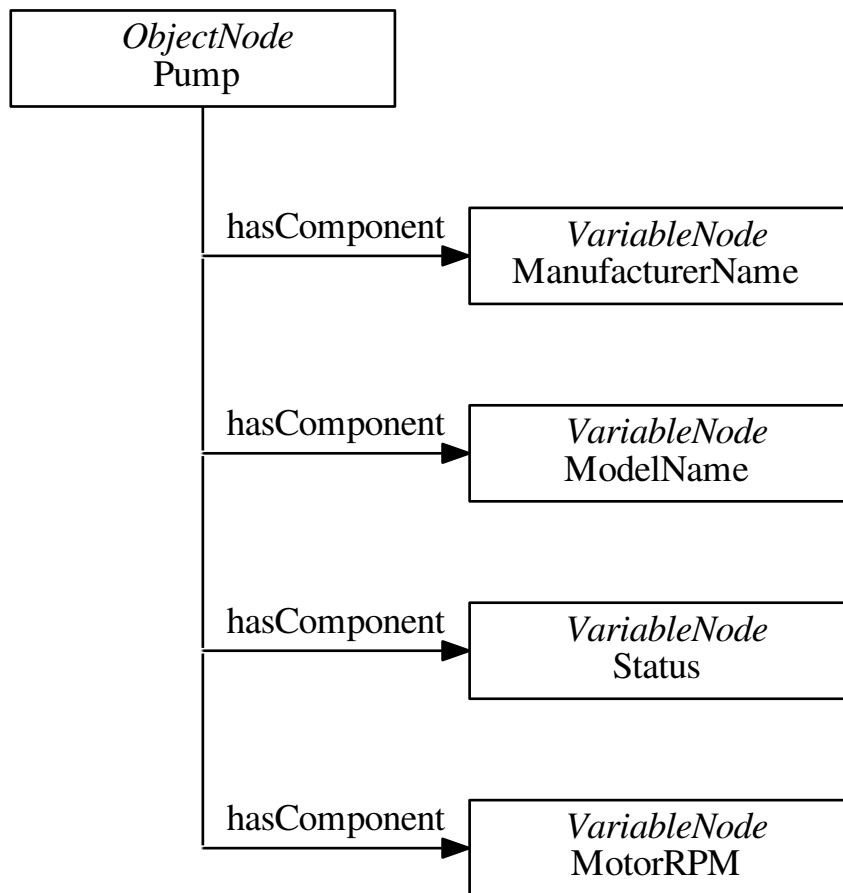 ObjectNode
Pump
hasComponent
VariableNode
ManufacturerName
hasComponent
VariableNode
ModelName
hasComponent
VariableNode
Status
hasComponent
VariableNode
MotorRPM